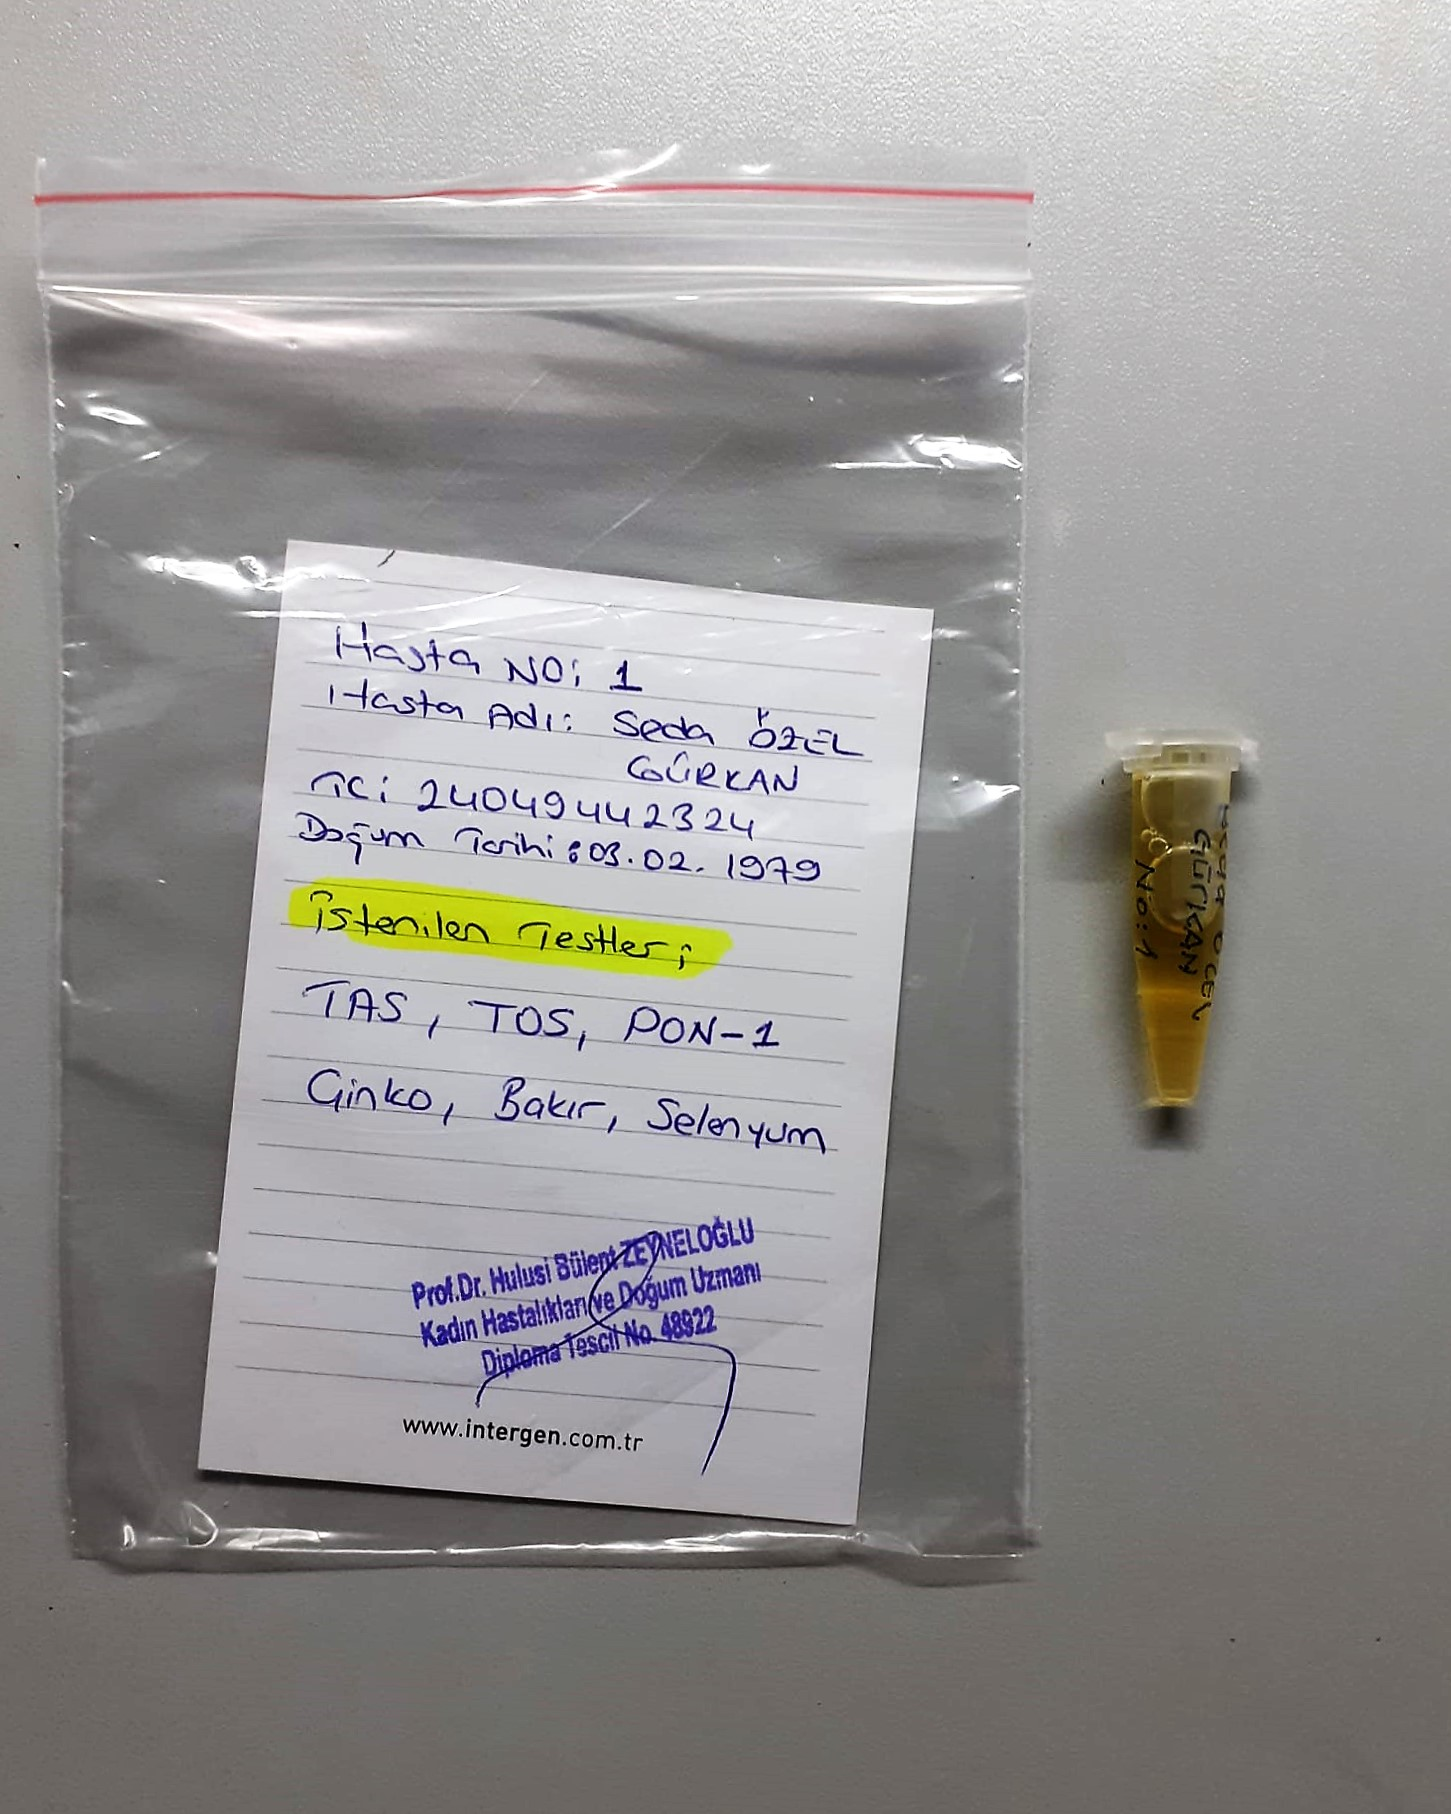 Hasta NO: 1
Hasta Adı: Seda ÖZEL
GÜRKAN
TC: 24049442324
Doğum Tarihi: 03.02.1979
İstenilen Testler;
TAS, TOS, PON-1
Çinko, Bakır, Selenyum
Prof.Dr. Hulusi Bülent ZEYNELOĞLU
Kadın Hastalıkları ve Doğum Uzmanı
Diploma Tescil No. 48922
www.intergen.com.tr
GÜRKAN
No:1